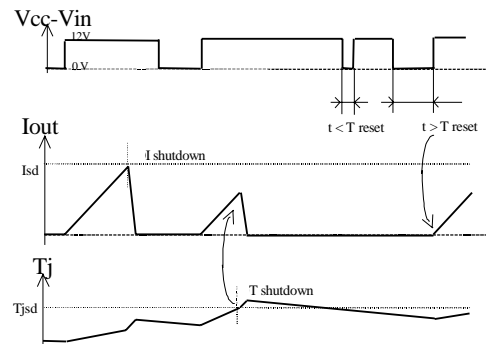 Vcc-Vin
12V
0 V
t < T reset
t > T reset
Iout
I shutdown
Isd
Tj
T shutdown
Tjsd